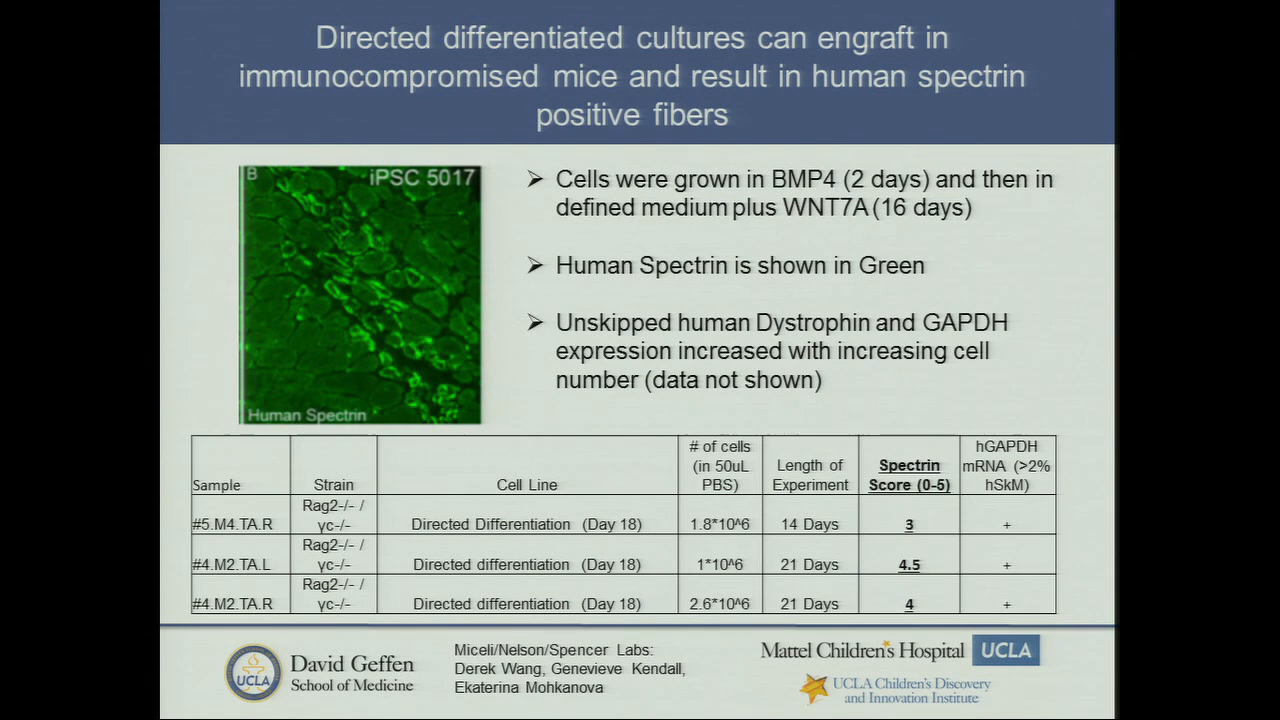 Directed differentiated cultures can engraft in
immunocompromised mice and result in human spectrin
positive fibers
B
iPSC 5017
Human Spectrin
Cells were grown in BMP4 (2 days) and then in
defined medium plus WNT7A (16 days)
Human Spectrin is shown in Green
Unskipped human Dystrophin and GAPDH
expression increased with increasing cell
number (data not shown)
Sample Strain Cell Line # of cells (in 50uL PBS) Length of Experiment Spectrin Score (0-5) hGAPDH mRNA (>2% hSkM)
#5.M4.TA.R Rag2-/- / γc-/- Directed Differentiation (Day 18) 1.8*10^6 14 Days 3 +
#4.M2.TA.L Rag2-/- / γc-/- Directed differentiation (Day 18) 1*10^6 21 Days 4.5 +
#4.M2.TA.R Rag2-/- / γc-/- Directed differentiation (Day 18) 2.6*10^6 21 Days 4 +
UCLA
David Geffen
School of Medicine
Miceli/Nelson/Spencer Labs:
Derek Wang, Genevieve Kendall,
Ekaterina Mohkanova
Mattel Children's Hospital UCLA
UCLA Children's Discovery
and Innovation Institute